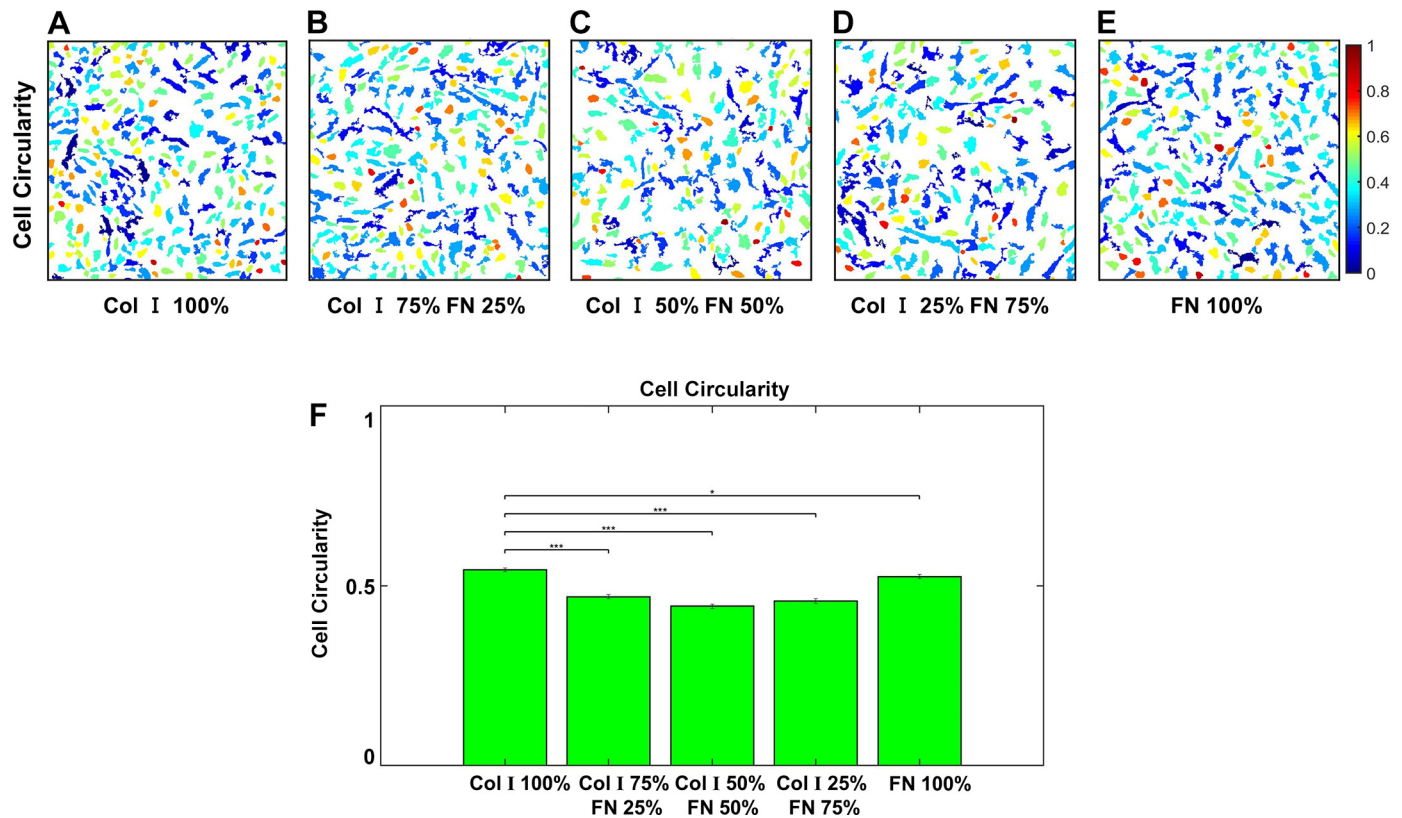 A
B
C
D
E
Cell Circularity
1
0.8
0.6
0.4
0.2
0
Col I 100%
Col I 75% FN 25%
Col I 50% FN 50%
Col I 25% FN 75%
FN 100%
Cell Circularity
F
1
0.5
0
Cell Circularity
*
***
***
***
Col I 100%
Col I 75%
FN 25%
Col I 50%
FN 50%
Col I 25%
FN 75%
FN 100%